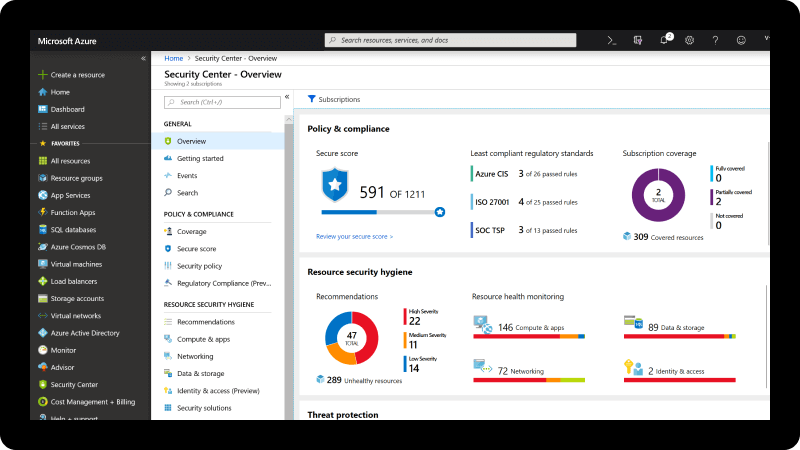 Microsoft Azure
Search resources, services, and docs
2
Create a resource
Home
Dashboard
All services
FAVORITES
All resources
Resource groups
App Services
Function Apps
SQL databases
Azure Cosmos DB
Virtual machines
Load balancers
Storage accounts
Virtual networks
Azure Active Directory
Monitor
Advisor
Security Center
Cost Management + Billing
Help + support
Home > Security Center - Overview
Security Center - Overview
Showing 2 subscriptions
Search (Ctrl+/)
GENERAL
Overview
Getting started
Events
Search
POLICY & COMPLIANCE
Coverage
Secure score
Security policy
Regulatory Compliance (Prev...
RESOURCE SECURITY HYGIENE
Recommendations
Compute & apps
Networking
Data & storage
Identity & access (Preview)
Security solutions
Subscriptions
Policy & compliance
Secure score
591 OF 1211
Review your secure score >
Least compliant regulatory standards
Azure CIS 3 of 26 passed rules
ISO 27001 4 of 25 passed rules
SOC TSP 3 of 13 passed rules
Subscription coverage
2
TOTAL
Fully covered
0
Partially covered
2
Not covered
0
309 Covered resources
Resource security hygiene
Recommendations
47
TOTAL
High Severity
22
Medium Severity
11
Low Severity
14
289 Unhealthy resources
Resource health monitoring
146 Compute & apps
89 Data & storage
72 Networking
2 Identity & access
Threat protection